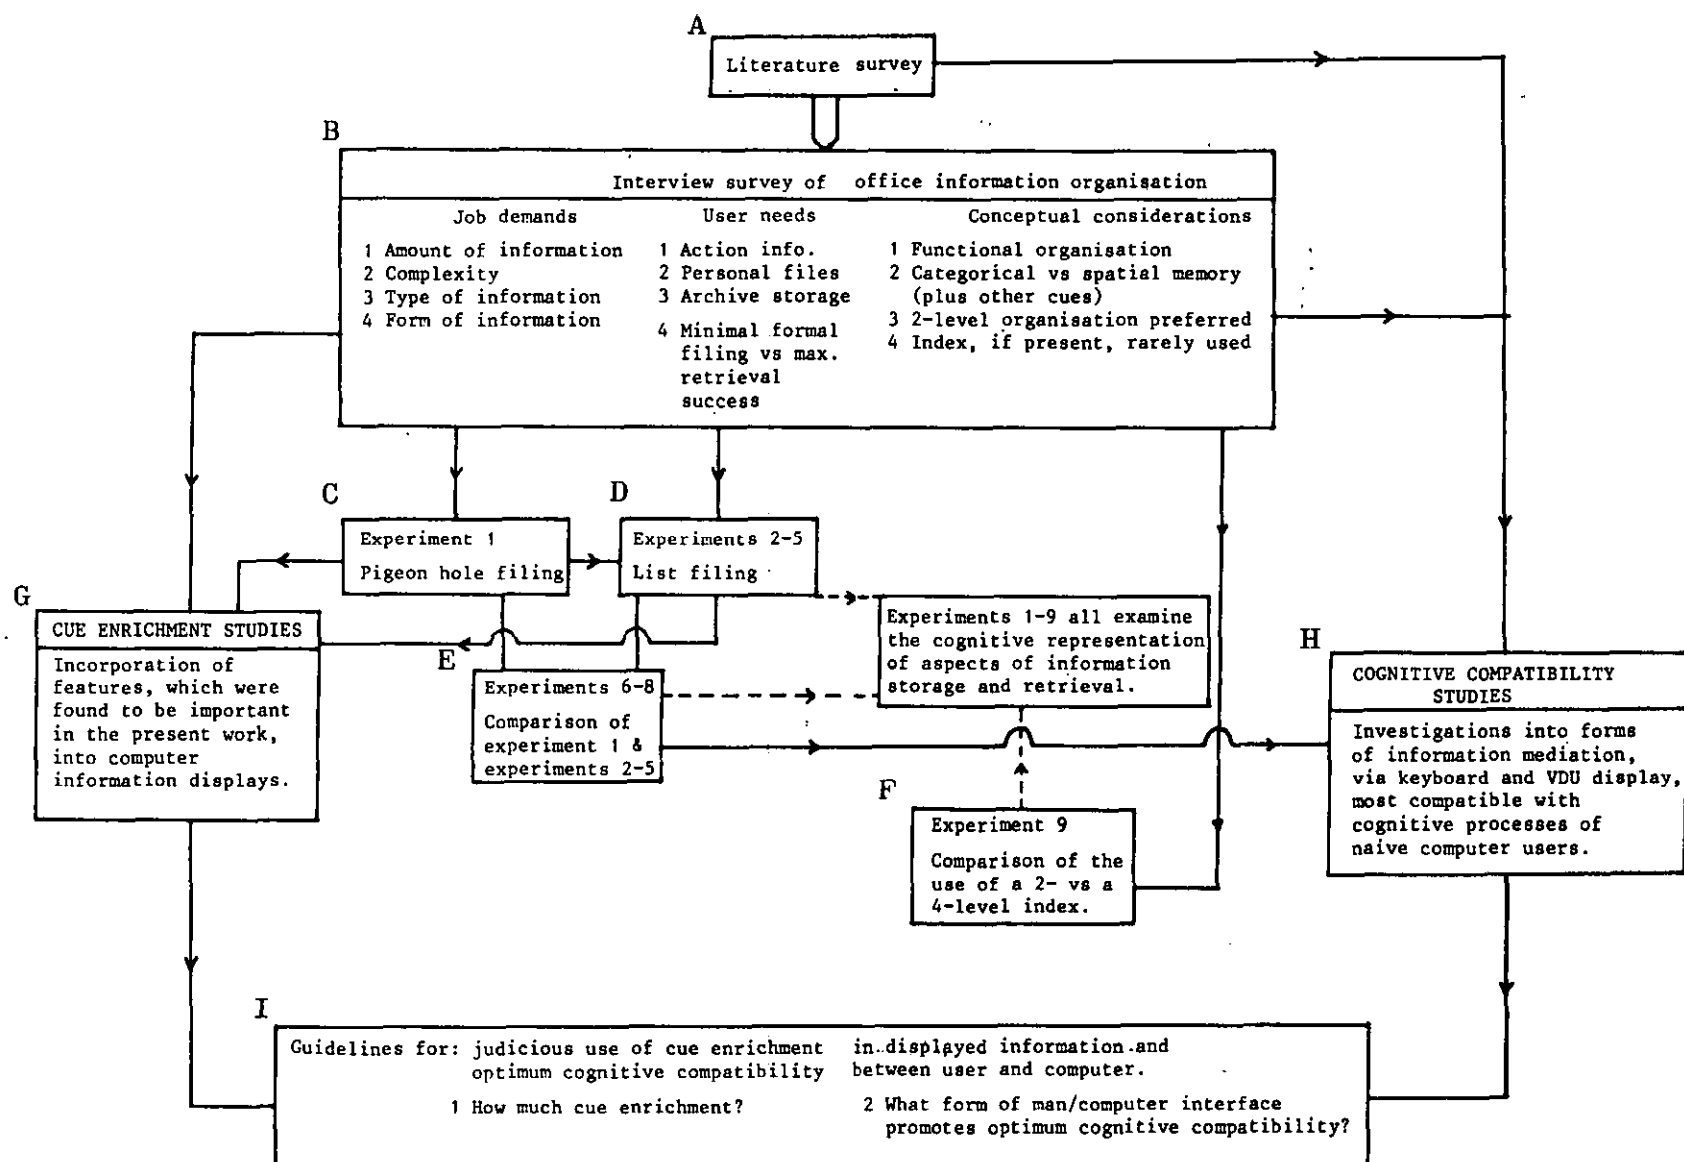 A
Literature survey
B
Interview survey of office information organisation
Job demands
1 Amount of information
2 Complexity
3 Type of information
4 Form of information
User needs
1 Action info.
2 Personal files
3 Archive storage
4 Minimal formal
filing vs max.
retrieval
success
Conceptual considerations
1 Functional organisation
2 Categorical vs spatial memory
(plus other cues)
3 2-level organisation preferred
4 Index, if present, rarely used
C
Experiment 1
Pigeon hole filing
D
Experiments 2-5
List filing
G
CUE ENRICHMENT STUDIES
Incorporation of
features, which were
found to be important
in the present work,
into computer
information displays.
E
Experiments 6-8
Comparison of
experiment 1 &
experiments 2-5
Experiments 1-9 all examine
the cognitive representation
of aspects of information
storage and retrieval.
F
Experiment 9
Comparison of the
use of a 2- vs a
4-level index.
H
COGNITIVE COMPATIBILITY
STUDIES
Investigations into forms
of information mediation,
via keyboard and VDU display,
most compatible with
cognitive processes of
naive computer users.
I
Guidelines for: judicious use of cue enrichment in displayed information and
optimum cognitive compatibility between user and computer.
1 How much cue enrichment?
2 What form of man/computer interface
promotes optimum cognitive compatibility?